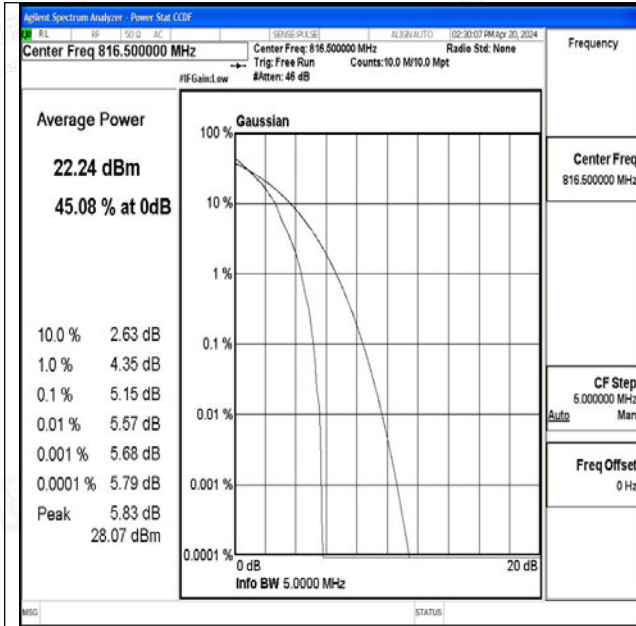 Agilent Spectrum Analyzer - Power Stat CCDF
RL RF 50 Ω AC SENSE:PULSE ALIGNAUTO 02:30:07 PM Apr 20, 2024
Center Freq 816.500000 MHz
Center Freq: 816.500000 MHz Radio Std: None
Trig: Free Run Counts:10.0 M/10.0 Mpt
#IFGain:Low #Atten: 46 dB
Frequency
Average Power
22.24 dBm
45.08 % at 0dB
10.0 % 2.63 dB
1.0 % 4.35 dB
0.1 % 5.15 dB
0.01 % 5.57 dB
0.001 % 5.68 dB
0.0001 % 5.79 dB
Peak 5.83 dB
28.07 dBm
Gaussian
100 %
10 %
1 %
0.1 %
0.01 %
0.001 %
0.0001 %
0 dB 20 dB
Info BW 5.0000 MHz
Center Freq
816.500000 MHz
CF Step
5.000000 MHz
Auto Man
Freq Offset
0 Hz
MSG STATUS